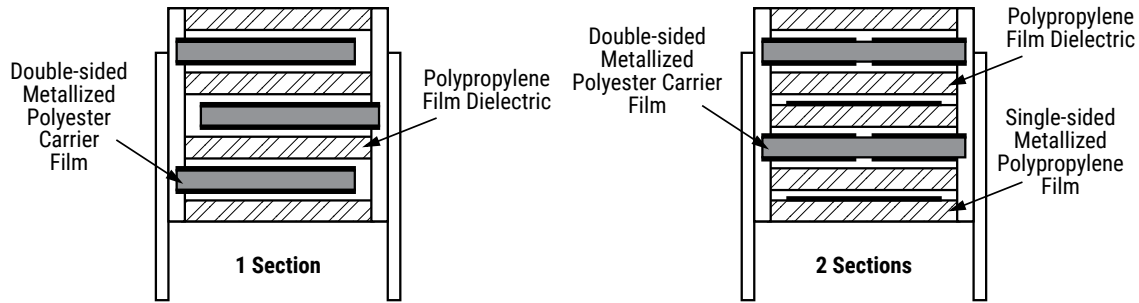 Double-sided
Metallized
Polyester
Carrier
Film
Polypropylene
Film Dielectric
1 Section
Double-sided
Metallized
Polyester Carrier
Film
Polypropylene
Film Dielectric
Single-sided
Metallized
Polypropylene
Film
2 Sections